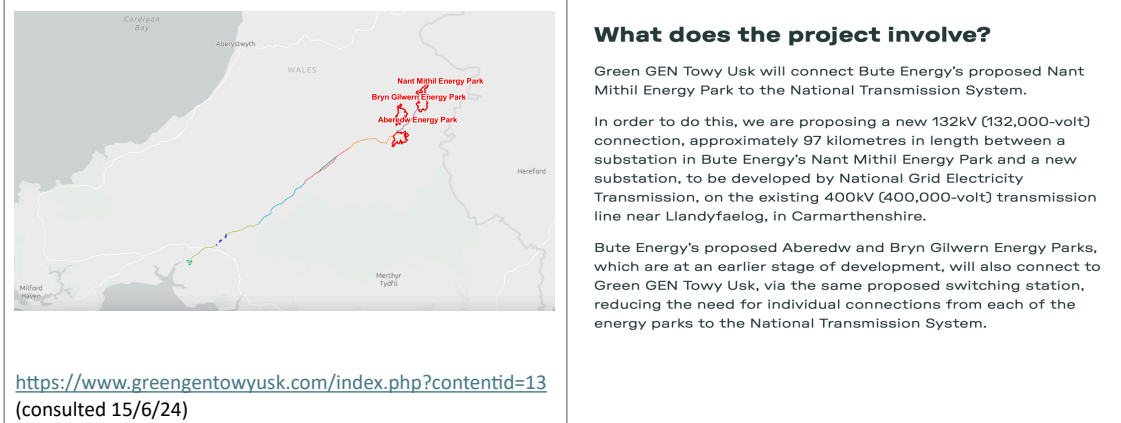 Cardigan
Bay
Aberystwyth
WALES
Nant Mithil Energy Park
Bryn Gilwern Energy Park
Aberedw Energy Park
Hereford
Merthyr
Tydfil
Milford
Haven
https://www.greengentowyusk.com/index.php?contentid=13
(consulted 15/6/24)
What does the project involve?
Green GEN Towy Usk will connect Bute Energy’s proposed Nant
Mithil Energy Park to the National Transmission System.
In order to do this, we are proposing a new 132kV (132,000-volt)
connection, approximately 97 kilometres in length between a
substation in Bute Energy’s Nant Mithil Energy Park and a new
substation, to be developed by National Grid Electricity
Transmission, on the existing 400kV (400,000-volt) transmission
line near Llandyfaelog, in Carmarthenshire.
Bute Energy’s proposed Aberedw and Bryn Gilwern Energy Parks,
which are at an earlier stage of development, will also connect to
Green GEN Towy Usk, via the same proposed switching station,
reducing the need for individual connections from each of the
energy parks to the National Transmission System.